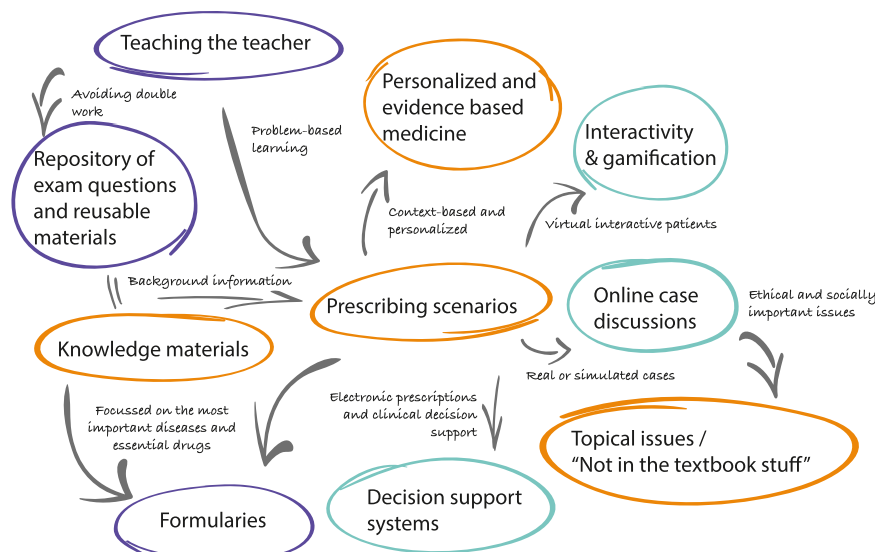 Teaching the teacher
Avoiding double
work
Problem-based
learning
Personalized and
evidence based
medicine
Interactivity
& gamification
Repository of
exam questions
and reusable
materials
Context-based and
personalized
Virtual interactive patients
Background information
Prescribing scenarios
Online case
discussions
Ethical and socially
important issues
Knowledge materials
Real or simulated cases
Focussed on the most
important diseases and
essential drugs
Electronic prescriptions
and clinical decision
support
Topical issues /
“Not in the textbook stuff”
Formularies
Decision support
systems